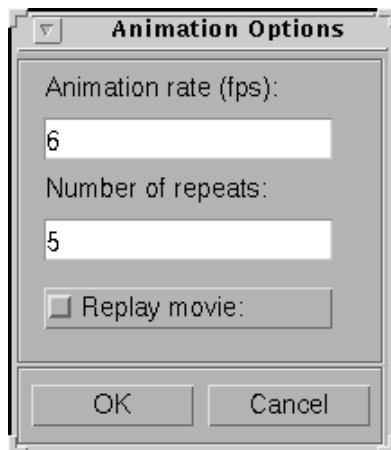 Animation Options
Animation rate (fps):
6
Number of repeats:
5
Replay movie:
OK Cancel